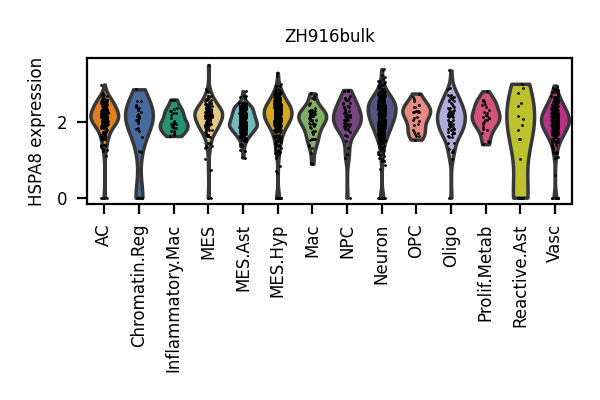 ZH916bulk
HSPA8 expression
2
0
AC
Chromatin.Reg
Inflammatory.Mac
MES
MES.Ast
MES.Hyp
Mac
NPC
Neuron
OPC
Oligo
Prolif.Metab
Reactive.Ast
Vasc